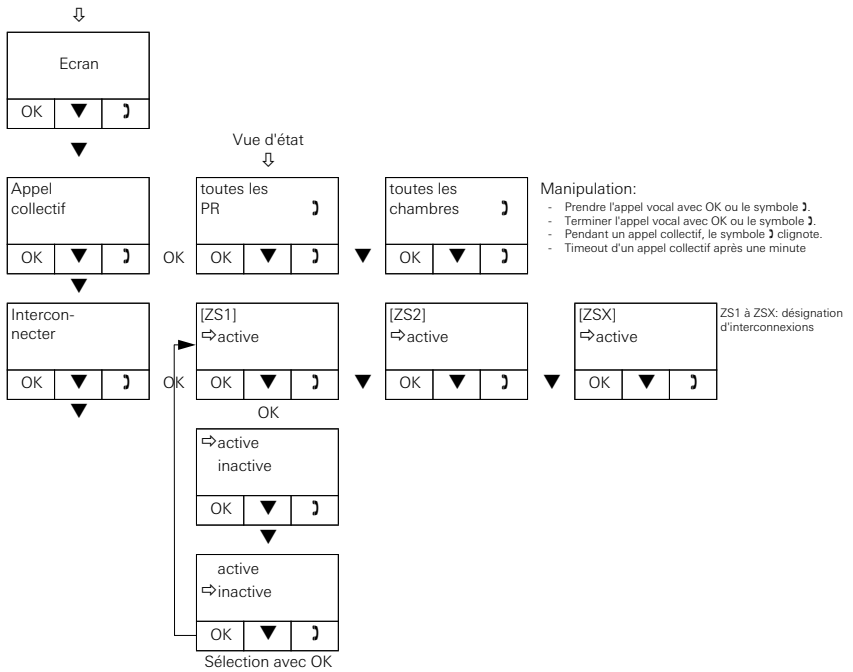 Ecran
OK
Vue d'état
Appel
collectif
OK
OK
toutes les
PR
OK
toutes les
chambres
OK
Manipulation:
- Prendre l'appel vocal avec OK ou le symbole .
- Terminer l'appel vocal avec OK ou le symbole .
- Pendant un appel collectif, le symbole clignote.
- Timeout d'un appel collectif après une minute
Intercon-
necter
OK
OK
[ZS1]
⇨active
OK
[ZS2]
⇨active
OK
[ZSX]
⇨active
OK
ZS1 à ZSX: désignation
d'interconnexions
OK
⇨active
inactive
OK
active
⇨inactive
OK
Sélection avec OK